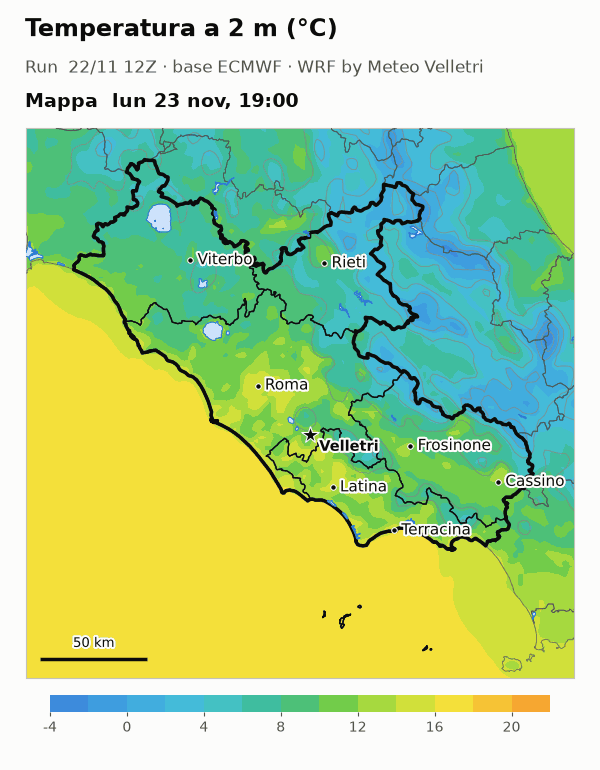 Temperatura a 2 m (°C)
Run  22/11 12Z · base ECMWF · WRF by Meteo Velletri
Mappa  lun 23 nov, 19:00
Viterbo
Rieti
Roma
Velletri
Frosinone
Cassino
Latina
Terracina
50 km
-4 0 4 8 12 16 20